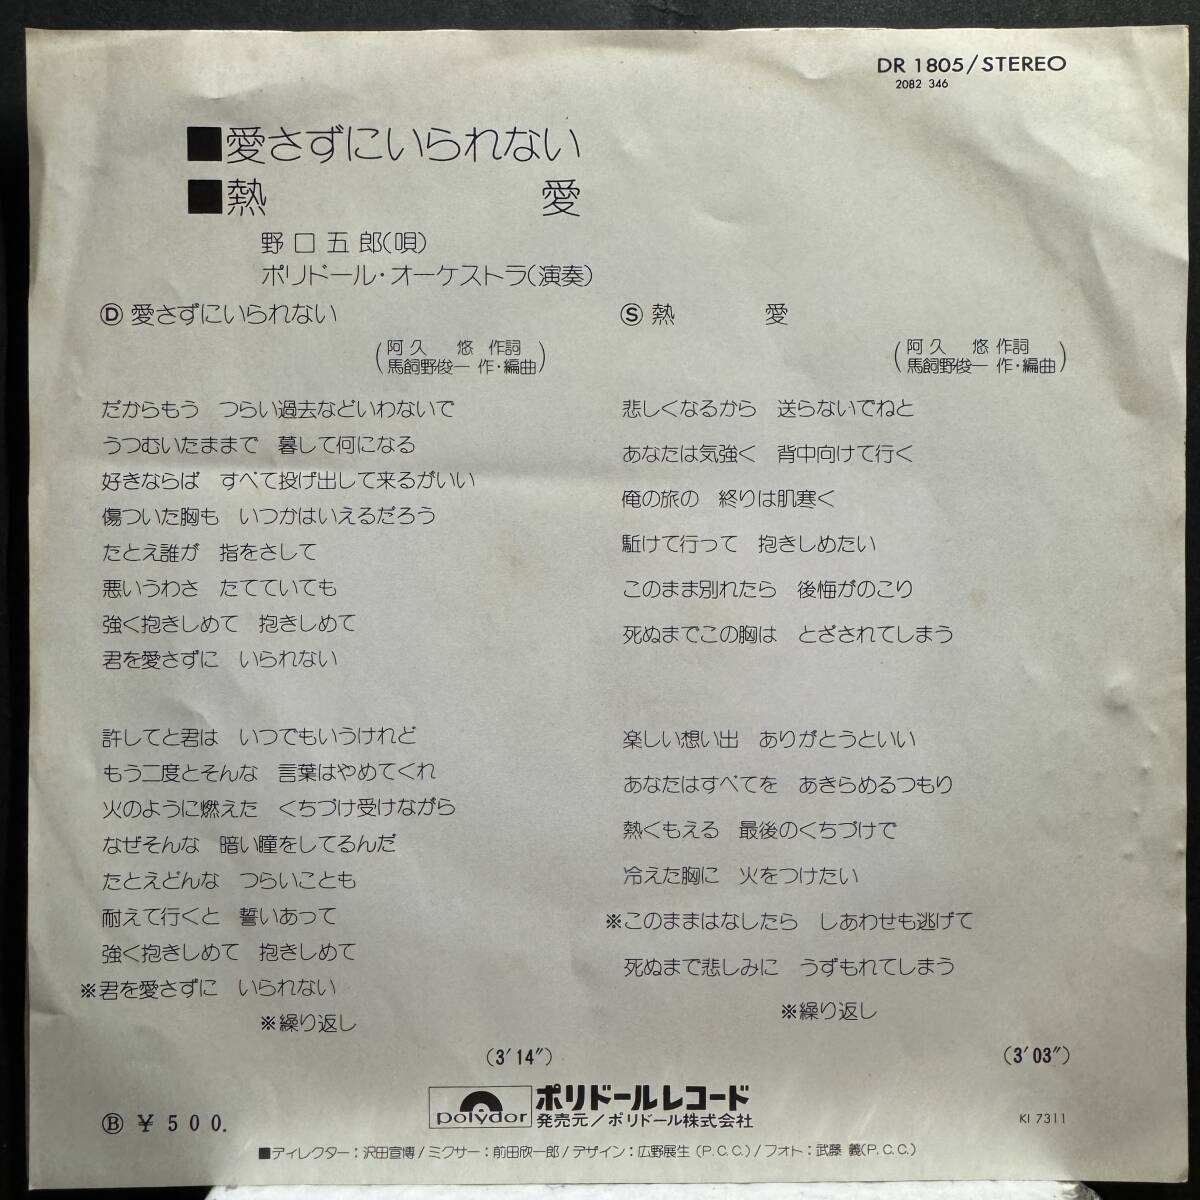 DR 1805/STEREO
2082 346
■愛さずにいられない
■熱　愛
野口五郎(唄)
ポリドール・オーケストラ(演奏)
Ⓓ 愛さずにいられない
(阿久　悠 作詞
馬飼野俊一 作・編曲)
だからもう　つらい過去などいわないで
うつむいたままで　暮して何になる
好きならば　すべて投げ出して来るがいい
傷ついた胸も　いつかはいえるだろう
たとえ誰が　指をさして
悪いうわさ　たてていても
強く抱きしめて　抱きしめて
君を愛さずに　いられない
許してと君は　いつでもいうけれど
もう二度とそんな　言葉はやめてくれ
火のように燃えた　くちづけ受けながら
なぜそんな　暗い瞳をしてるんだ
たとえどんな　つらいことも
耐えて行くと　誓いあって
強く抱きしめて　抱きしめて
※君を愛さずに　いられない
※繰り返し
(3′14″)
Ⓢ 熱　愛
(阿久　悠 作詞
馬飼野俊一 作・編曲)
悲しくなるから　送らないでねと
あなたは気強く　背中向けて行く
俺の旅の　終りは肌寒く
駈けて行って　抱きしめたい
このまま別れたら　後悔がのこり
死ぬまでこの胸は　とざされてしまう
楽しい想い出　ありがとうといい
あなたはすべてを　あきらめるつもり
熱くもえる　最後のくちづけで
冷えた胸に　火をつけたい
※このままはなしたら　しあわせも逃げて
死ぬまで悲しみに　うずもれてしまう
※繰り返し
(3′03″)
Ⓑ ¥500.
polydor
ポリドールレコード
発売元/ポリドール株式会社
KI 7311
■ディレクター：沢田宣博/ミクサー：前田欣一郎/デザイン：広野展生(P.C.C.)/フォト：武藤 義(P.C.C.)